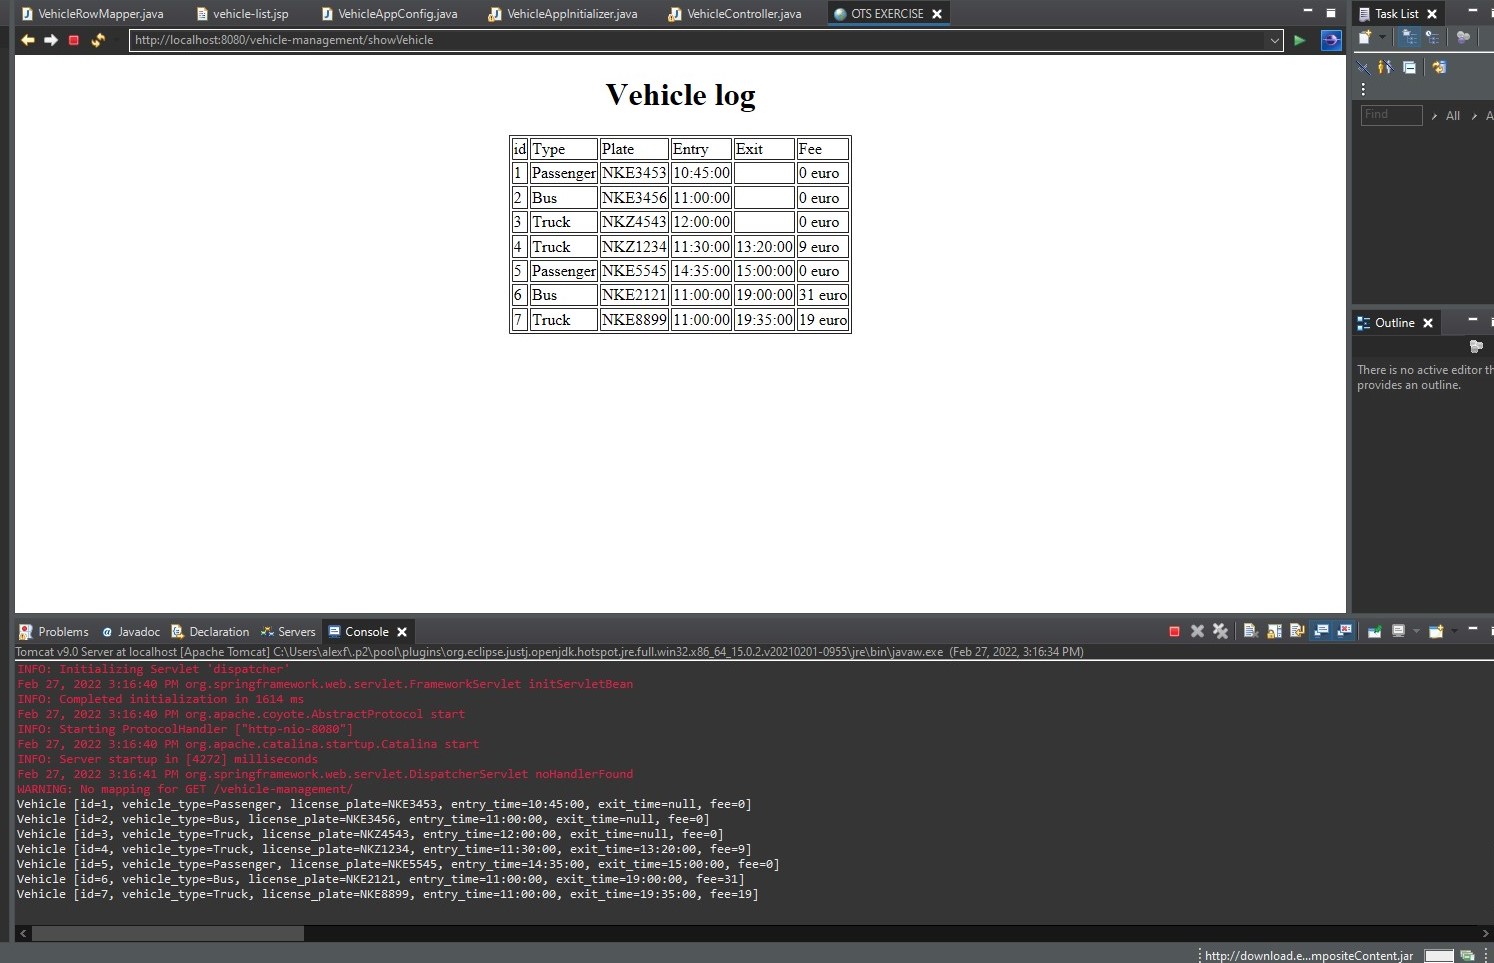 VehicleRowMapper.java vehicle-list.jsp VehicleAppConfig.java VehicleAppInitializer.java VehicleController.java OTS EXERCISE Task List
http://localhost:8080/vehicle-management/showVehicle
Vehicle log
Find All A
id Type Plate Entry Exit Fee
1 Passenger NKE3453 10:45:00 0 euro
2 Bus NKE3456 11:00:00 0 euro
3 Truck NKZ4543 12:00:00 0 euro
4 Truck NKZ1234 11:30:00 13:20:00 9 euro
5 Passenger NKE5545 14:35:00 15:00:00 0 euro
6 Bus NKE2121 11:00:00 19:00:00 31 euro
7 Truck NKE8899 11:00:00 19:35:00 19 euro
Outline
There is no active editor th
provides an outline.
Problems Javadoc Declaration Servers Console
Tomcat v9.0 Server at localhost [Apache Tomcat] C:\Users\alexf\.p2\pool\plugins\org.eclipse.justj.openjdk.hotspot.jre.full.win32.x86_64_15.0.2.v20210201-0955\jre\bin\javaw.exe (Feb 27, 2022, 3:16:34 PM)
INFO: Initializing Servlet 'dispatcher'
Feb 27, 2022 3:16:40 PM org.springframework.web.servlet.FrameworkServlet initServletBean
INFO: Completed initialization in 1614 ms
Feb 27, 2022 3:16:40 PM org.apache.coyote.AbstractProtocol start
INFO: Starting ProtocolHandler ["http-nio-8080"]
Feb 27, 2022 3:16:40 PM org.apache.catalina.startup.Catalina start
INFO: Server startup in [4272] milliseconds
Feb 27, 2022 3:16:41 PM org.springframework.web.servlet.DispatcherServlet noHandlerFound
WARNING: No mapping for GET /vehicle-management/
Vehicle [id=1, vehicle_type=Passenger, license_plate=NKE3453, entry_time=10:45:00, exit_time=null, fee=0]
Vehicle [id=2, vehicle_type=Bus, license_plate=NKE3456, entry_time=11:00:00, exit_time=null, fee=0]
Vehicle [id=3, vehicle_type=Truck, license_plate=NKZ4543, entry_time=12:00:00, exit_time=null, fee=0]
Vehicle [id=4, vehicle_type=Truck, license_plate=NKZ1234, entry_time=11:30:00, exit_time=13:20:00, fee=9]
Vehicle [id=5, vehicle_type=Passenger, license_plate=NKE5545, entry_time=14:35:00, exit_time=15:00:00, fee=0]
Vehicle [id=6, vehicle_type=Bus, license_plate=NKE2121, entry_time=11:00:00, exit_time=19:00:00, fee=31]
Vehicle [id=7, vehicle_type=Truck, license_plate=NKE8899, entry_time=11:00:00, exit_time=19:35:00, fee=19]
http://download.e...mpositeContent.jar